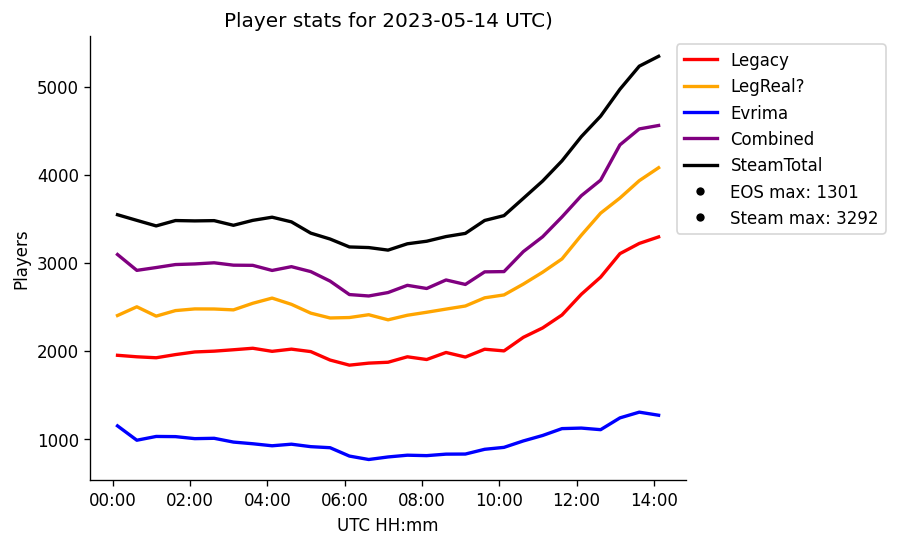 Player stats for 2023-05-14 UTC)
Players
5000
4000
3000
2000
1000
00:00 02:00 04:00 06:00 08:00 10:00 12:00 14:00
UTC HH:mm
Legacy
LegReal?
Evrima
Combined
SteamTotal
EOS max: 1301
Steam max: 3292